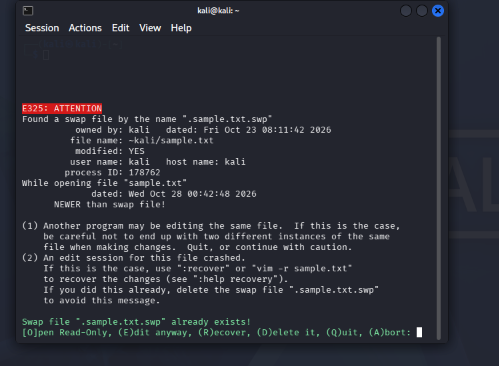 kali@kali: ~
Session Actions Edit View Help
E325: ATTENTION
Found a swap file by the name ".sample.txt.swp"
owned by: kali dated: Fri Oct 23 08:11:42 2026
file name: ~kali/sample.txt
modified: YES
user name: kali host name: kali
process ID: 178762
While opening file "sample.txt"
dated: Wed Oct 28 00:42:48 2026
NEWER than swap file!
(1) Another program may be editing the same file. If this is the case,
be careful not to end up with two different instances of the same
file when making changes. Quit, or continue with caution.
(2) An edit session for this file crashed.
If this is the case, use ":recover" or "vim -r sample.txt"
to recover the changes (see ":help recovery").
If you did this already, delete the swap file ".sample.txt.swp"
to avoid this message.
Swap file ".sample.txt.swp" already exists!
[O]pen Read-Only, (E)dit anyway, (R)ecover, (D)elete it, (Q)uit, (A)bort: